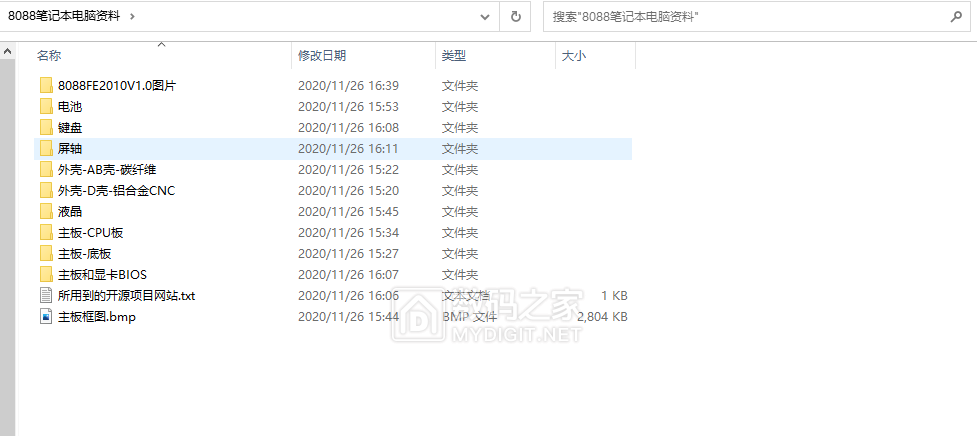 8088笔记本电脑资料
搜索"8088笔记本电脑资料"
名称 修改日期 类型 大小
8088FE2010V1.0图片 2020/11/26 16:39 文件夹
电池 2020/11/26 15:53 文件夹
键盘 2020/11/26 16:08 文件夹
屏轴 2020/11/26 16:11 文件夹
外壳-AB壳-碳纤维 2020/11/26 15:22 文件夹
外壳-D壳-铝合金CNC 2020/11/26 15:20 文件夹
液晶 2020/11/26 15:45 文件夹
主板-CPU板 2020/11/26 15:34 文件夹
主板-底板 2020/11/26 15:27 文件夹
主板和显卡BIOS 2020/11/26 16:07 文件夹
所用到的开源项目网站.txt 2020/11/26 16:06 文本文档 1 KB
主板框图.bmp 2020/11/26 15:44 BMP 文件 2,804 KB
数码之家
MYDIGIT.NET